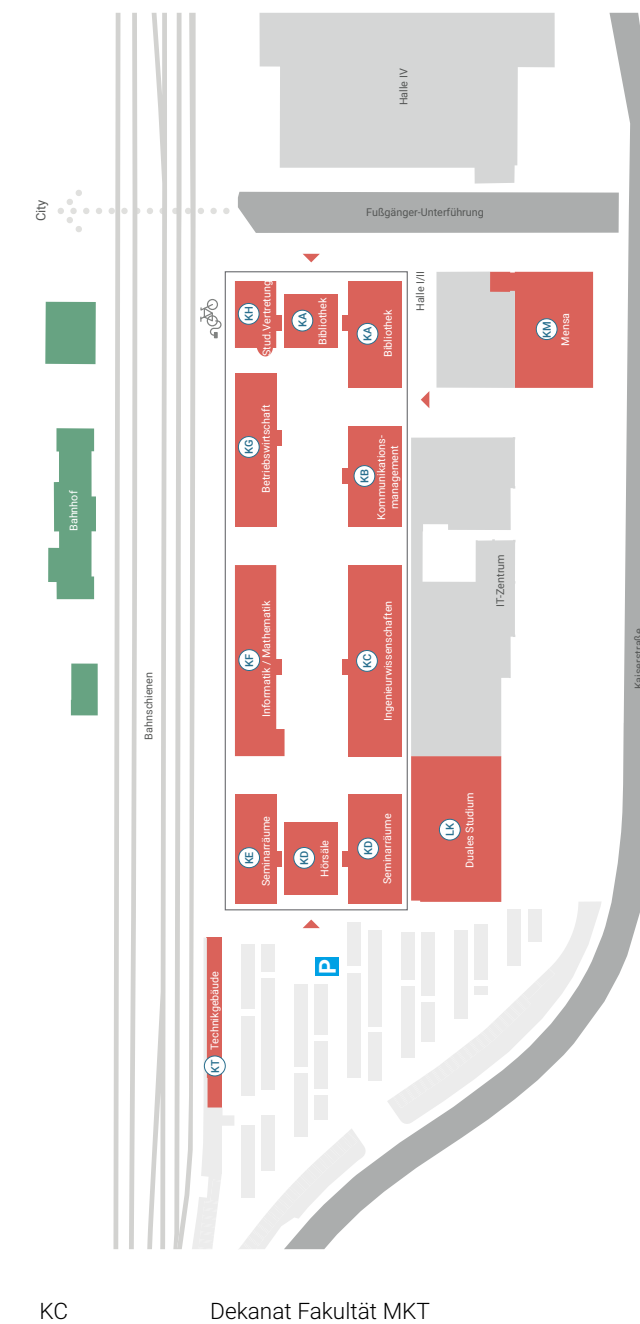 City
Halle IV
Fußgänger-Unterführung
Halle I/II
KH
Stud.Vertretung
KA
Bibliothek
KA
Bibliothek
KM
Mensa
KG
Betriebswirtschaft
KB
Kommunikations-
management
Bahnhof
Bahnschienen
KF
Informatik / Mathematik
KC
Ingenieurwissenschaften
IT-Zentrum
Kaiserstraße
KE
Seminarräume
KD
Hörsäle
KD
Seminarräume
LK
Duales Studium
P
KT
Technikgebäude
KC Dekanat Fakultät MKT